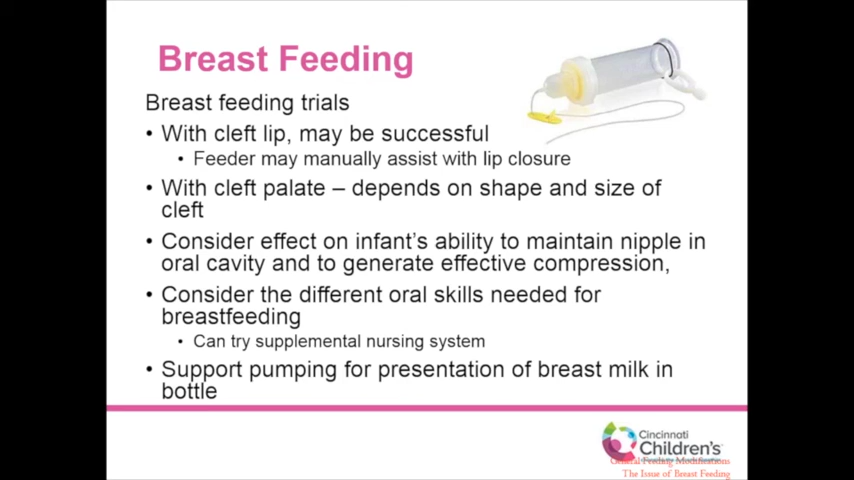 Breast Feeding
Breast feeding trials
• With cleft lip, may be successful
• Feeder may manually assist with lip closure
• With cleft palate – depends on shape and size of
cleft
• Consider effect on infant's ability to maintain nipple in
oral cavity and to generate effective compression,
• Consider the different oral skills needed for
breastfeeding
• Can try supplemental nursing system
• Support pumping for presentation of breast milk in
bottle
Cincinnati
Children's
General Feeding Modifications
The Issue of Breast Feeding